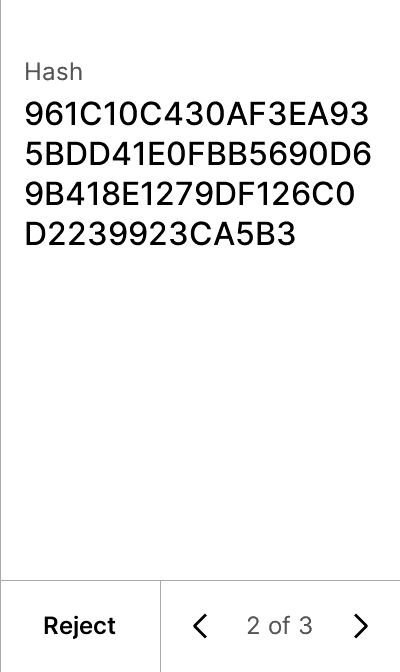 Hash
961C10C430AF3EA93
5BDD41E0FBB5690D6
9B418E1279DF126C0
D2239923CA5B3
Reject
2 of 3